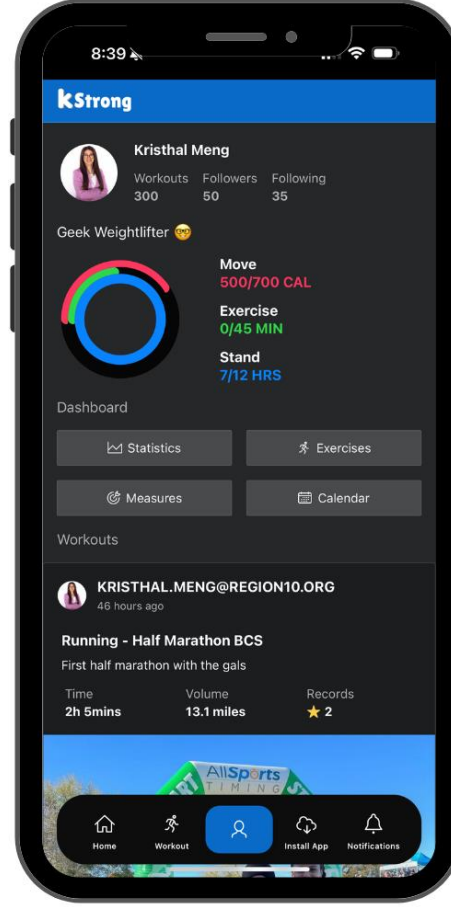 8:39
kStrong
Kristhal Meng
Workouts Followers Following
300 50 35
Geek Weightlifter 🤓
Move
500/700 CAL
Exercise
0/45 MIN
Stand
7/12 HRS
Dashboard
Statistics Exercises
Measures Calendar
Workouts
KRISTHAL.MENG@REGION10.ORG
46 hours ago
Running - Half Marathon BCS
First half marathon with the gals
Time Volume Records
2h 5mins 13.1 miles ⭐ 2
AllSports
TIMING
Home Workout Install App Notifications